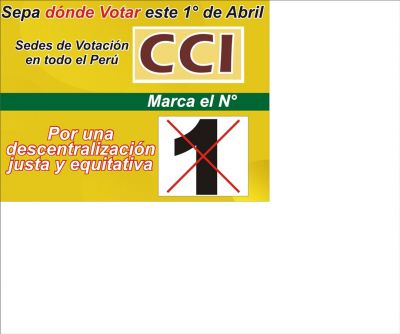 Sepa dónde Votar este 1° de Abril
Sedes de Votación
en todo el Perú
CCI
Marca el N°
Por una
descentralización
justa y equitativa
1